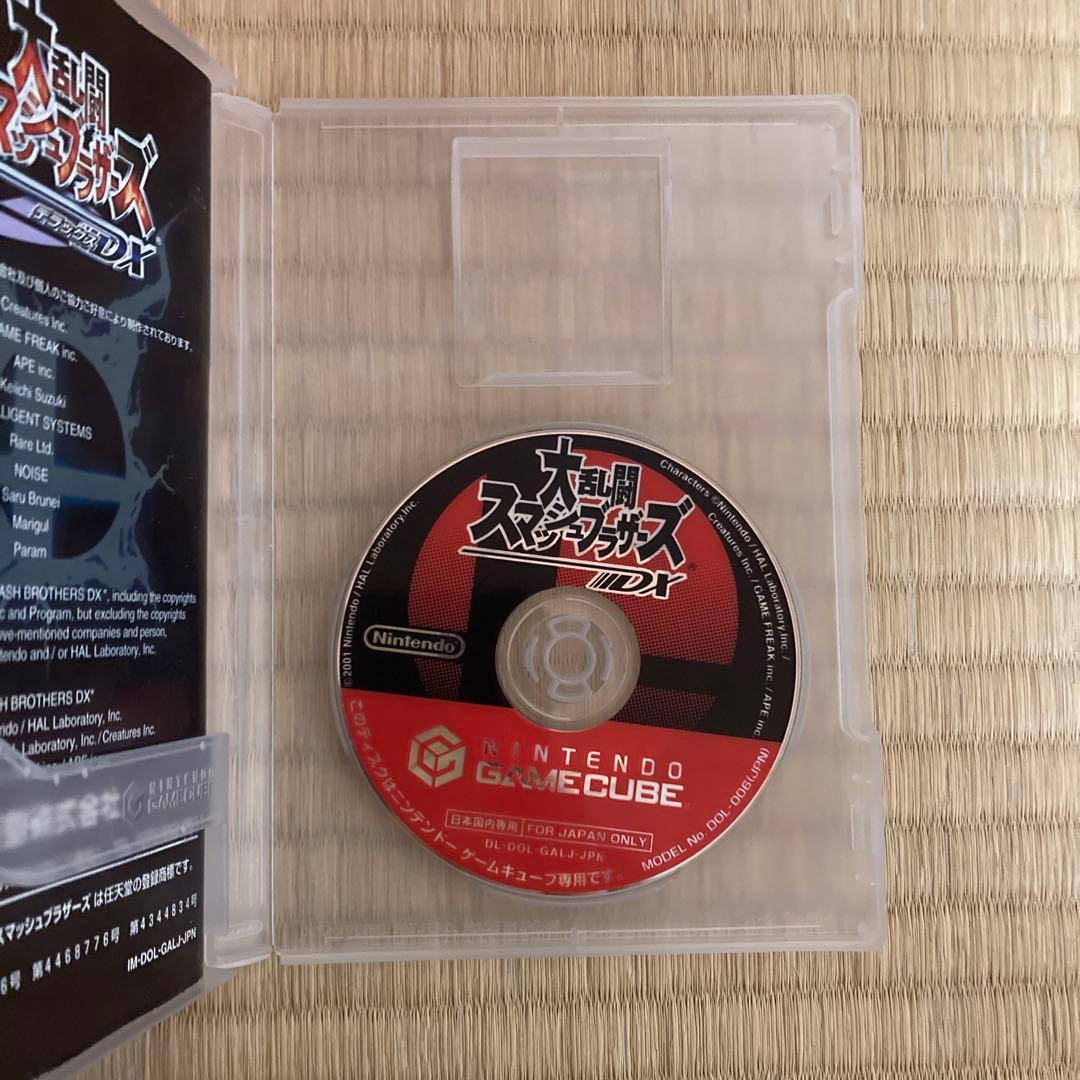 大乱闘
スマッシュブラザーズ
デラックス DX
会社及び個人のご協力ご好意により制作されております。
Creatures Inc.
GAME FREAK inc.
APE inc.
Keiichi Suzuki
LLIGENT SYSTEMS
Rare Ltd.
NOISE
Saru Brunei
Marigul
Param
ASH BROTHERS DX", including the copyrights
c and Program, but excluding the copyrights
ove-mentioned companies and person,
tendo and / or HAL Laboratory, Inc.
SH BROTHERS DX"
endo / HAL Laboratory, Inc.
L Laboratory, Inc. / Creatures Inc.
NINTENDO
GAMECUBE
スマッシュブラザーズ は任天堂の登録商標です。
6号 第4468776号 第4344834号
IM-DOL-GALJ-JPN
大乱闘
スマッシュブラザーズ®
DX
©2001 Nintendo / HAL Laboratory,Inc.
Characters ©Nintendo / HAL Laboratory,Inc. /
Creatures Inc. / GAME FREAK inc. / APE inc.
Nintendo
NINTENDO
GAMECUBE
日本国内専用 FOR JAPAN ONLY
DL-DOL-GALJ-JPN
このディスクはニンテンドー ゲームキューブ専用です。
MODEL No. DOL-006(JPN)